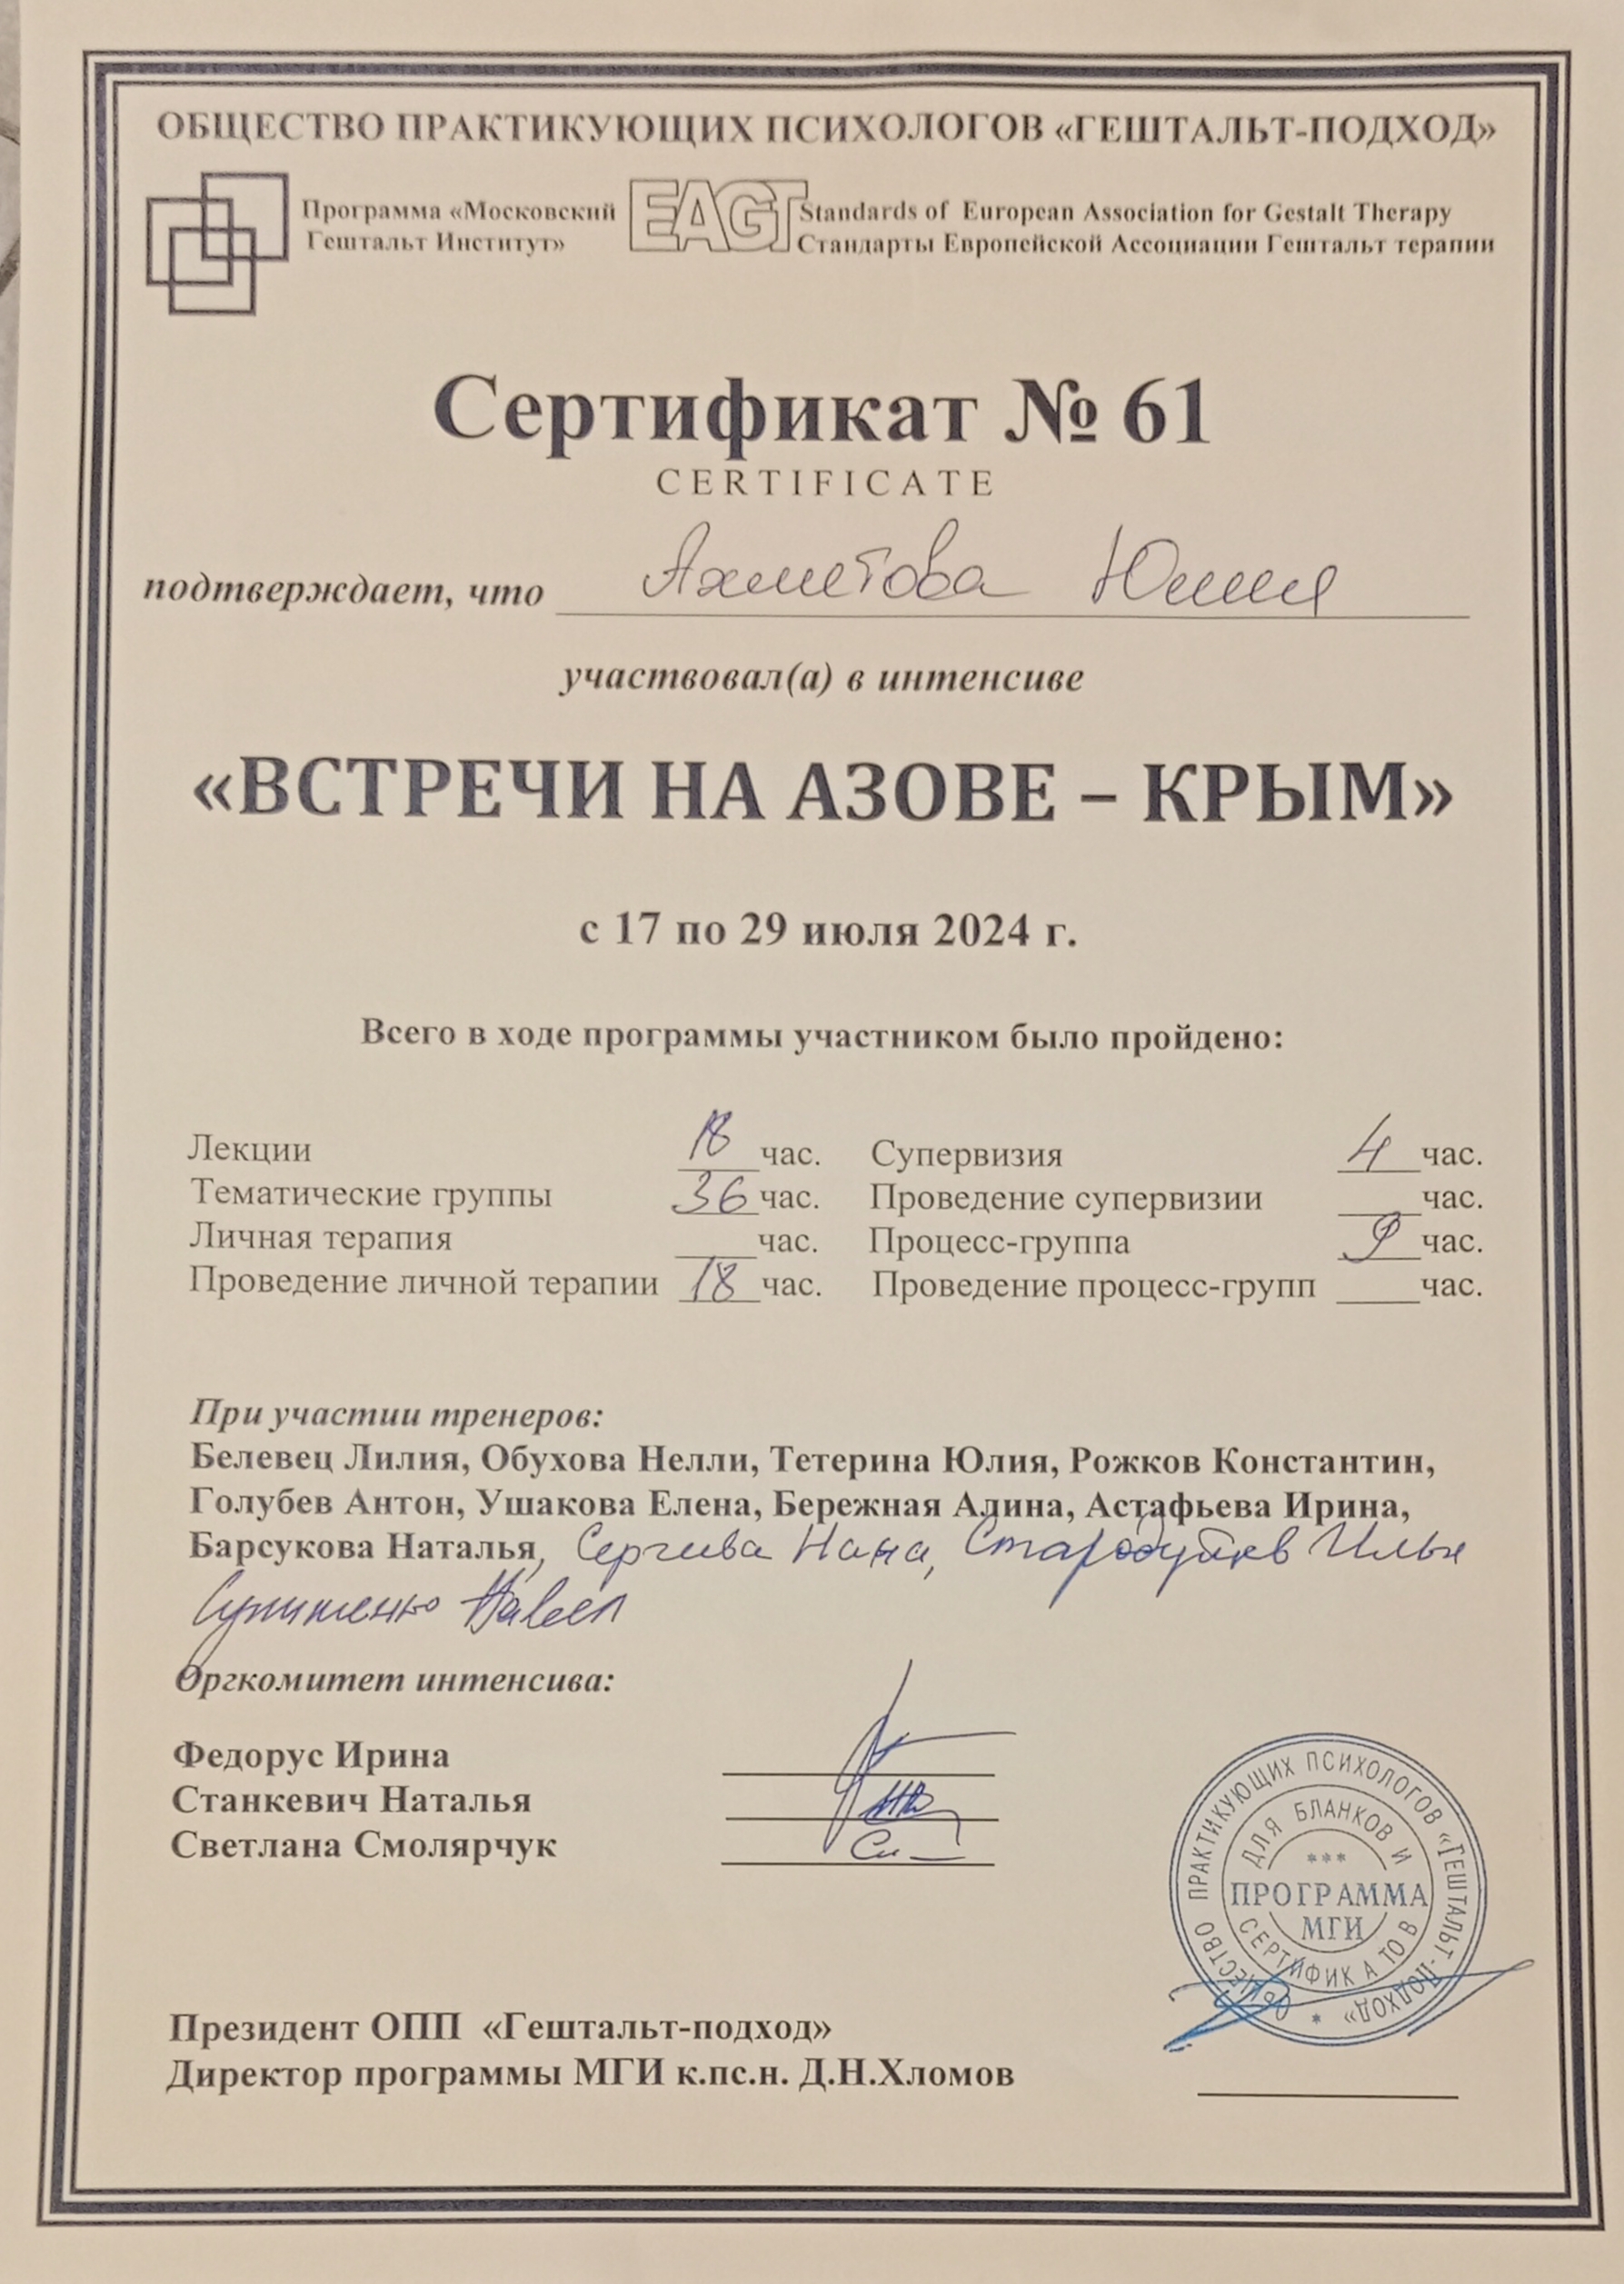 ОБЩЕСТВО ПРАКТИКУЮЩИХ ПСИХОЛОГОВ «ГЕШТАЛЬТ-ПОДХОД»
Программа «Московский
Гештальт Институт»
EAGT
Standards of European Association for Gestalt Therapy
Стандарты Европейской Ассоциации Гештальт терапии
Сертификат № 61
CERTIFICATE
подтверждает, что Ахметова Юлия
участвовал(а) в интенсиве
«ВСТРЕЧИ НА АЗОВЕ – КРЫМ»
с 17 по 29 июля 2024 г.
Всего в ходе программы участником было пройдено:
Лекции 18 час. Супервизия 4 час.
Тематические группы 36 час. Проведение супервизии ____час.
Личная терапия ____час. Процесс-группа 9 час.
Проведение личной терапии 18 час. Проведение процесс-групп ____час.
При участии тренеров:
Белевец Лилия, Обухова Нелли, Тетерина Юлия, Рожков Константин,
Голубев Антон, Ушакова Елена, Бережная Алина, Астафьева Ирина,
Барсукова Наталья, Сергеева Нана, Стародубцев Илья
Павел
Оргкомитет интенсива:
Федорус Ирина
Станкевич Наталья
Светлана Смолярчук
ОБЩЕСТВО ПРАКТИКУЮЩИХ ПСИХОЛОГОВ «ГЕШТАЛЬТ-ПОДХОД» *
ДЛЯ БЛАНКОВ И СЕРТИФИКАТОВ
***
ПРОГРАММА
МГИ
Президент ОПП «Гештальт-подход»
Директор программы МГИ к.пс.н. Д.Н.Хломов